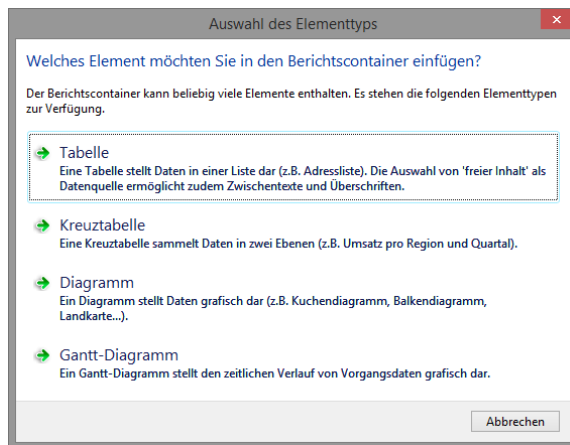 Auswahl des Elementtyps
Welches Element möchten Sie in den Berichtscontainer einfügen?
Der Berichtscontainer kann beliebig viele Elemente enthalten. Es stehen die folgenden Elementtypen
zur Verfügung.
Tabelle
Eine Tabelle stellt Daten in einer Liste dar (z.B. Adressliste). Die Auswahl von 'freier Inhalt' als
Datenquelle ermöglicht zudem Zwischentexte und Überschriften.
Kreuztabelle
Eine Kreuztabelle sammelt Daten in zwei Ebenen (z.B. Umsatz pro Region und Quartal).
Diagramm
Ein Diagramm stellt Daten grafisch dar (z.B. Kuchendiagramm, Balkendiagramm,
Landkarte...).
Gantt-Diagramm
Ein Gantt-Diagramm stellt den zeitlichen Verlauf von Vorgangsdaten grafisch dar.
Abbrechen